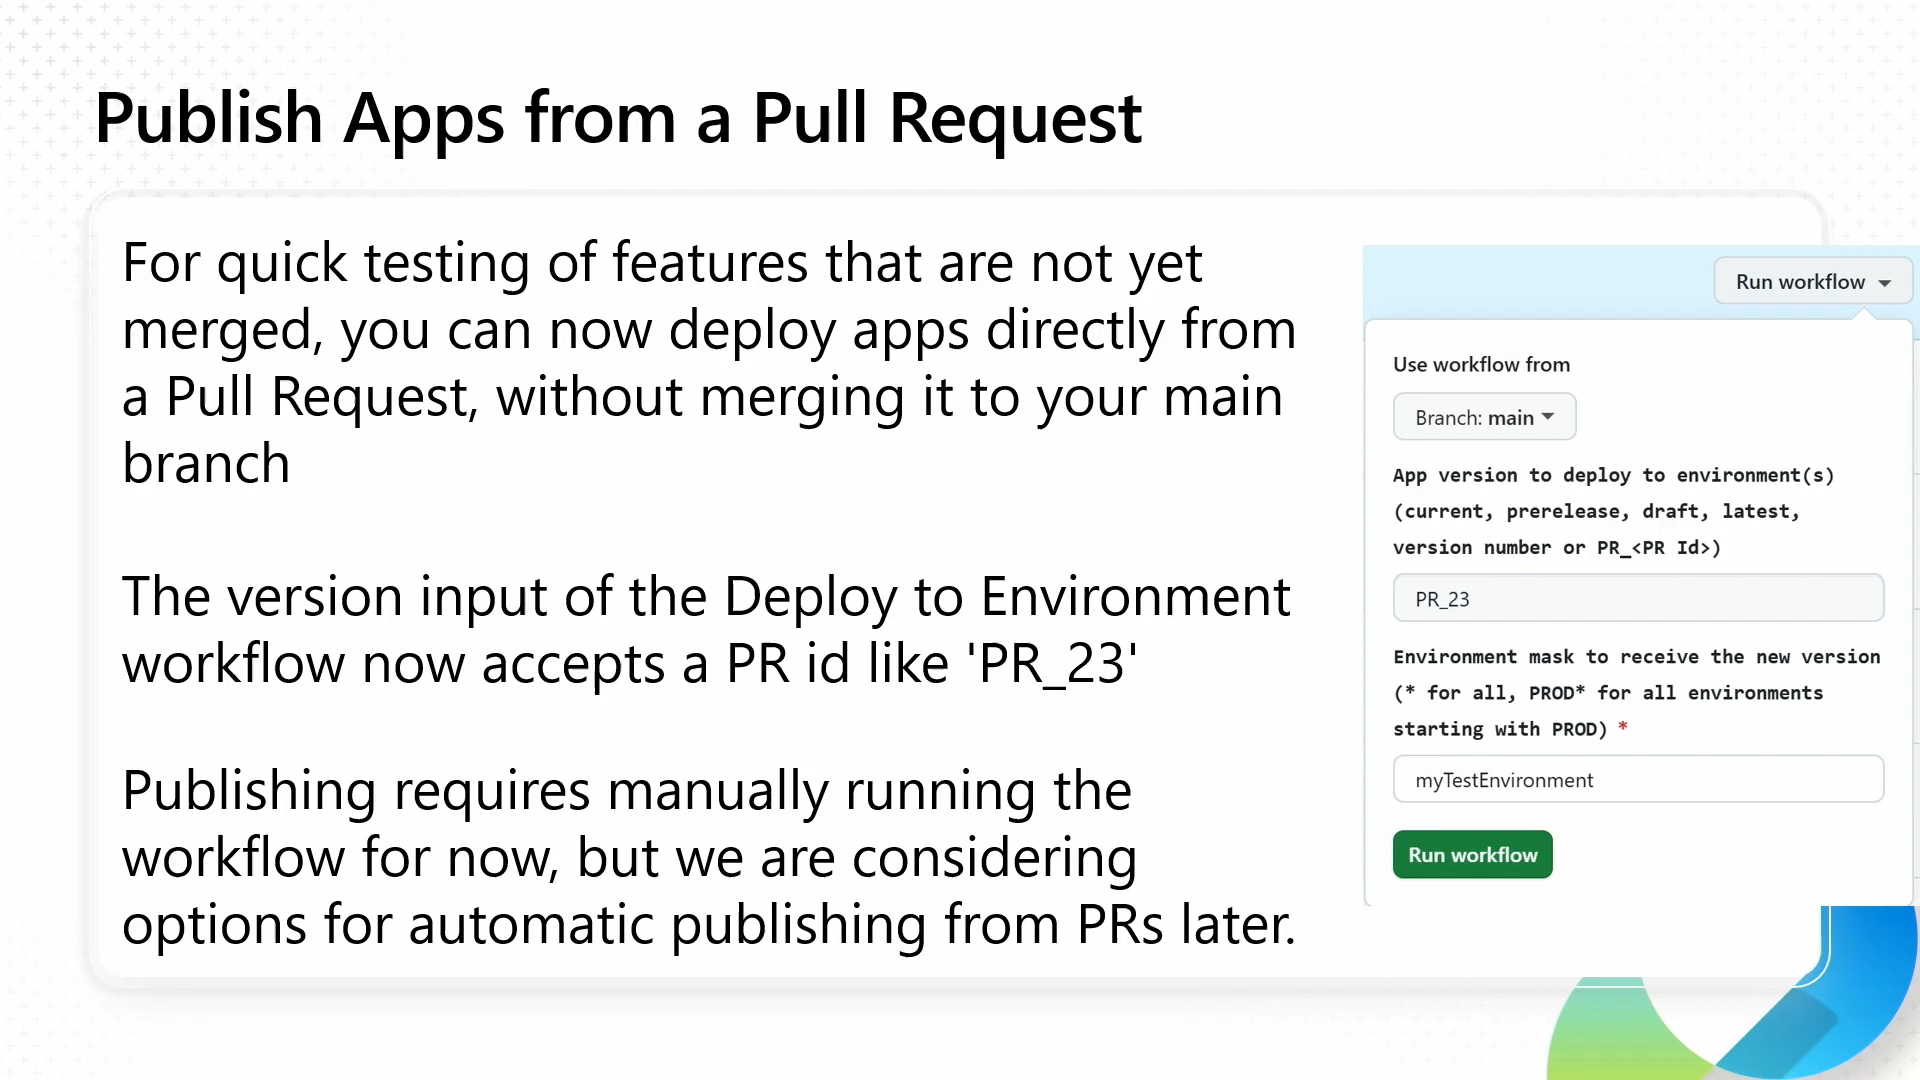 Publish Apps from a Pull Request
For quick testing of features that are not yet
merged, you can now deploy apps directly from
a Pull Request, without merging it to your main
branch
The version input of the Deploy to Environment
workflow now accepts a PR id like 'PR_23'
Publishing requires manually running the
workflow for now, but we are considering
options for automatic publishing from PRs later.
Run workflow
Use workflow from
Branch: main
App version to deploy to environment(s)
(current, prerelease, draft, latest,
version number or PR_<PR Id>)
PR_23
Environment mask to receive the new version
(* for all, PROD* for all environments
starting with PROD) *
myTestEnvironment
Run workflow